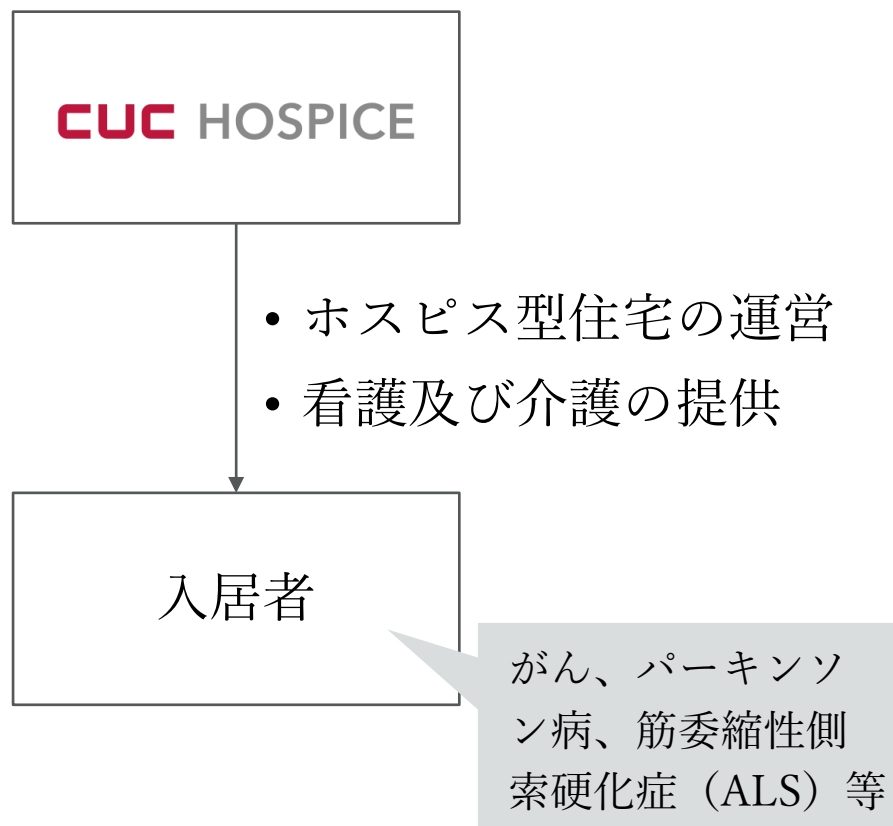 CUC HOSPICE
• ホスピス型住宅の運営
• 看護及び介護の提供
入居者
がん、パーキンソ
ン病、筋委縮性側
索硬化症（ALS）等